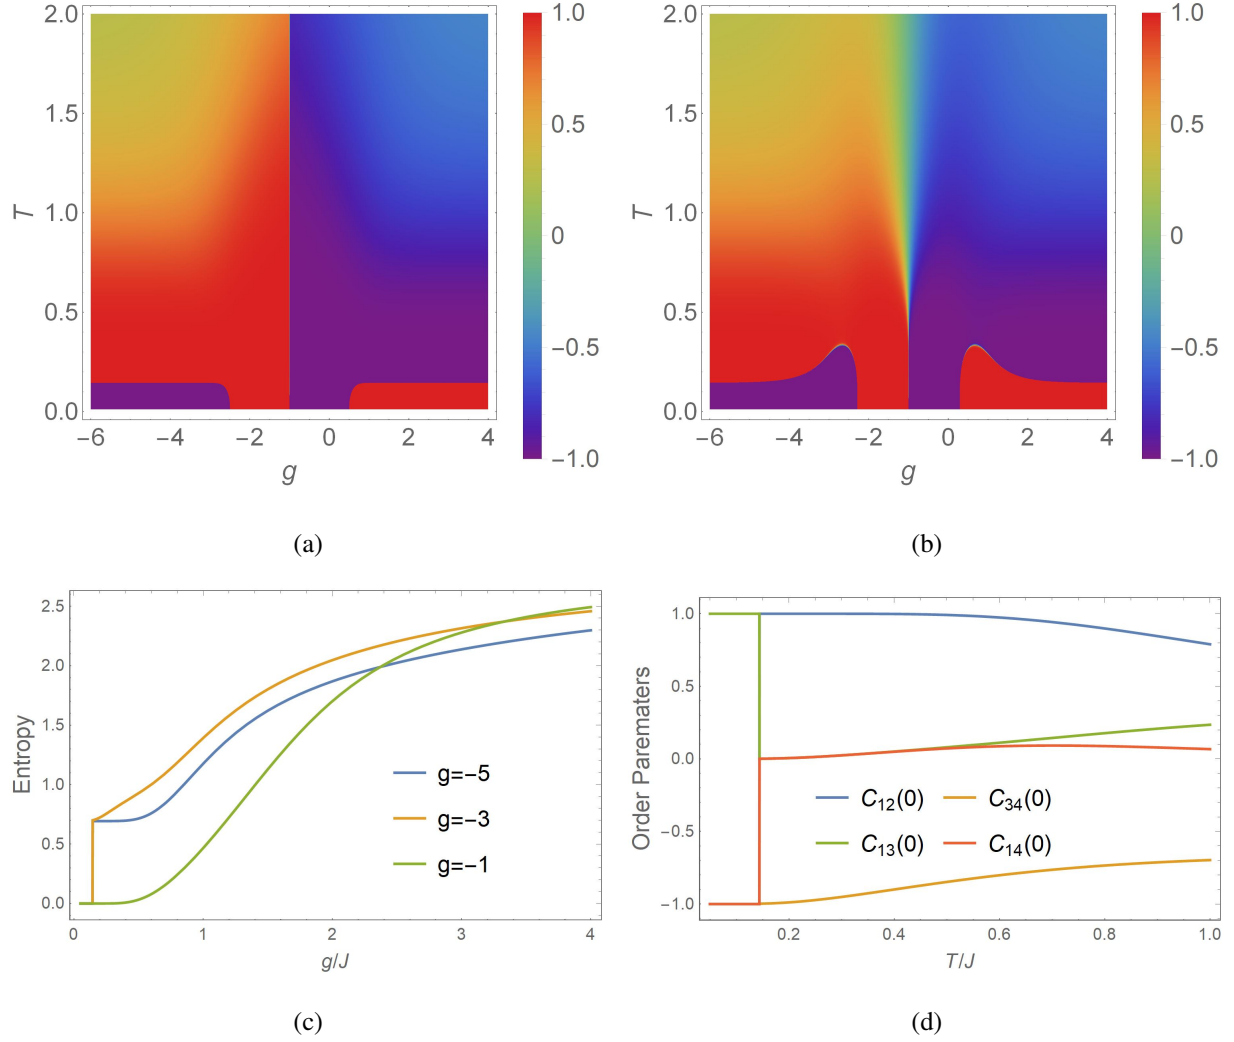 2.0
1.5
1.0
0.5
0.0
T
−6 −4 −2 0 2 4
g
1.0
0.5
0
−0.5
−1.0
(a)
2.0
1.5
1.0
0.5
0.0
T
−6 −4 −2 0 2 4
g
1.0
0.5
0
−0.5
−1.0
(b)
2.5
2.0
1.5
1.0
0.5
0.0
Entropy
g=−5
g=−3
g=−1
0 1 2 3 4
g/J
(c)
1.0
0.5
0.0
−0.5
−1.0
Order Parematers
C12(0) C34(0)
C13(0) C14(0)
0.2 0.4 0.6 0.8 1.0
T/J
(d)